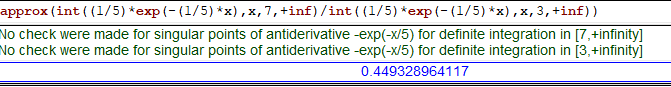 approx(int((1/5)*exp(-(1/5)*x),x,7,+inf)/int((1/5)*exp(-(1/5)*x),x,3,+inf))
No check were made for singular points of antiderivative -exp(-x/5) for definite integration in [7,+infinity]
No check were made for singular points of antiderivative -exp(-x/5) for definite integration in [3,+infinity]
0.449328964117